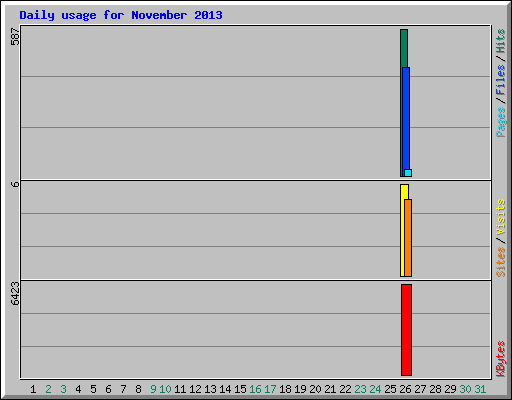 Daily usage for November 2013
587
6
6423
Pages/Files/Hits
Sites/Visits
KBytes
1 2 3 4 5 6 7 8 9 10 11 12 13 14 15 16 17 18 19 20 21 22 23 24 25 26 27 28 29 30 31